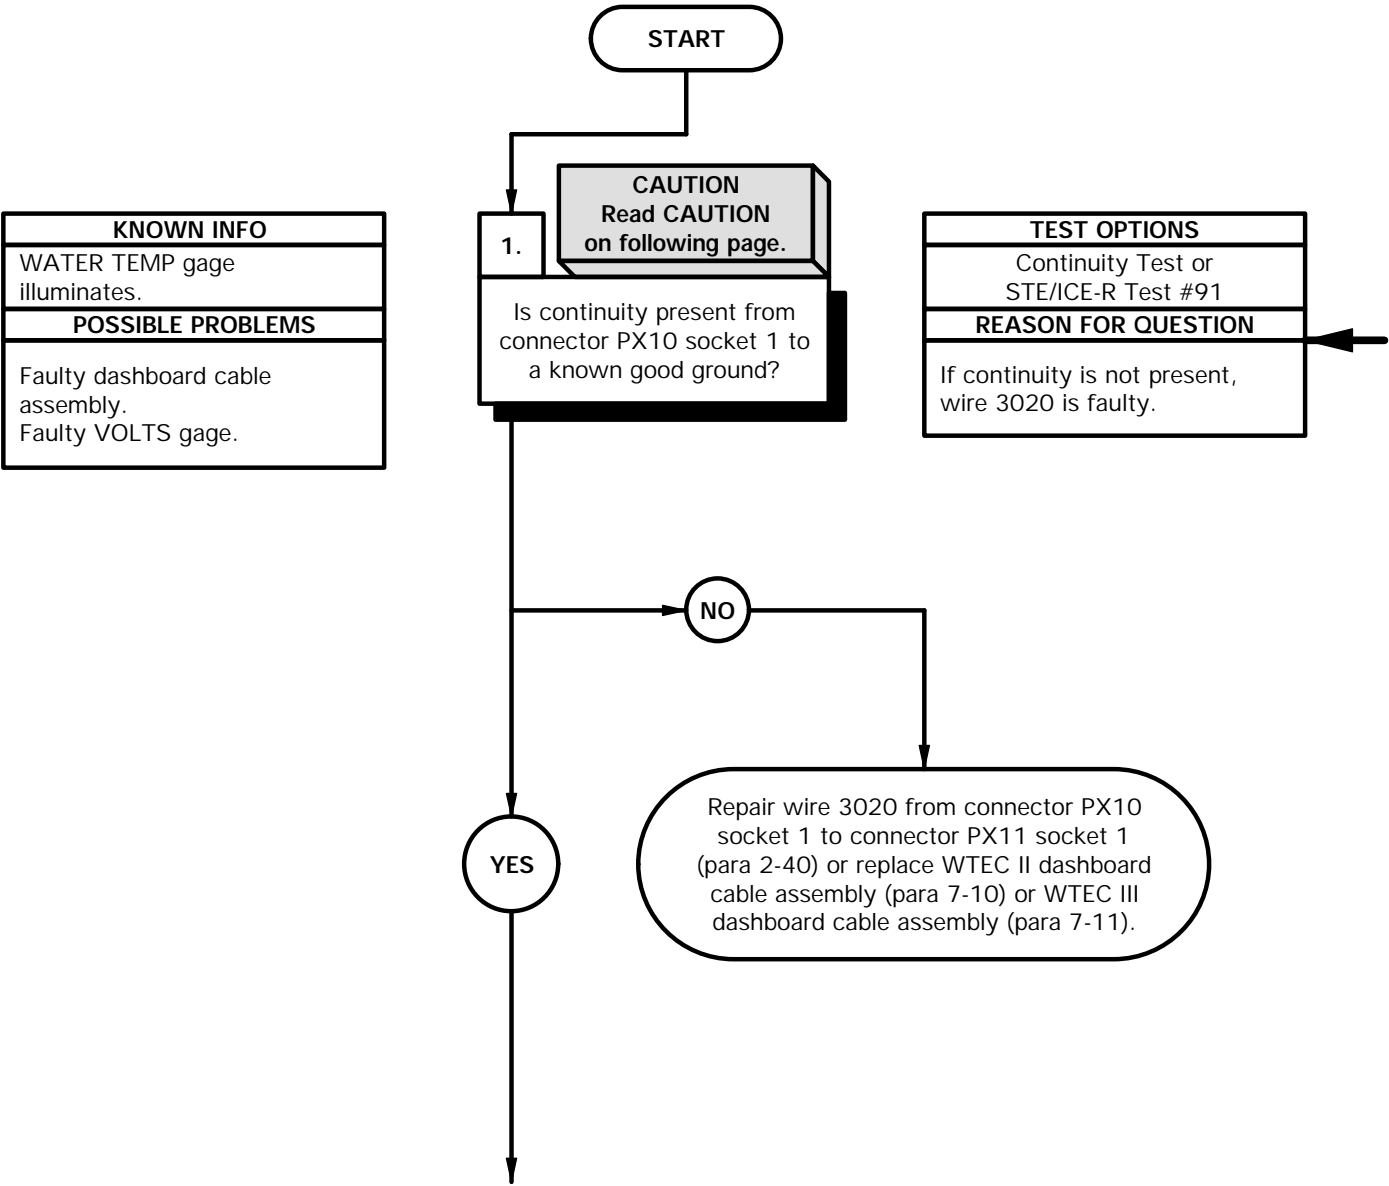 START
KNOWN INFO
WATER TEMP gage
illuminates.
POSSIBLE PROBLEMS
Faulty dashboard cable
assembly.
Faulty VOLTS gage.
1.
CAUTION
Read CAUTION
on following page.
Is continuity present from
connector PX10 socket 1 to
a known good ground?
TEST OPTIONS
Continuity Test or
STE/ICE-R Test #91
REASON FOR QUESTION
If continuity is not present,
wire 3020 is faulty.
NO
YES
Repair wire 3020 from connector PX10
socket 1 to connector PX11 socket 1
(para 2-40) or replace WTEC II dashboard
cable assembly (para 7-10) or WTEC III
dashboard cable assembly (para 7-11).